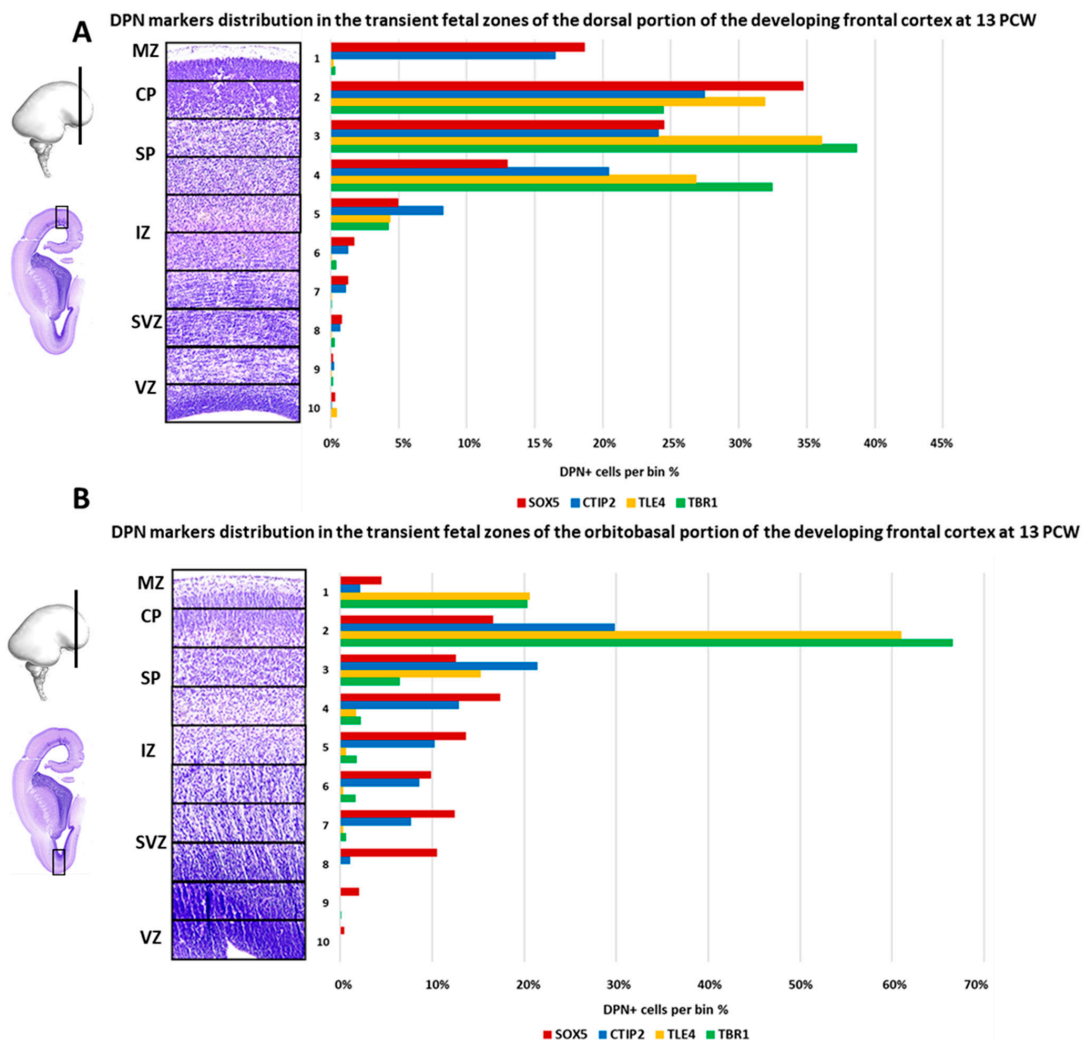 A
DPN markers distribution in the transient fetal zones of the dorsal portion of the developing frontal cortex at 13 PCW
MZ
CP
SP
IZ
SVZ
VZ
1
2
3
4
5
6
7
8
9
10
0% 5% 10% 15 % 20% 25% 30% 35% 40% 45%
DPN+ cells per bin %
SOX5 CTIP2 TLE4 TBR1
B
DPN markers distribution in the transient fetal zones of the orbitobasal portion of the developing frontal cortex at 13 PCW
MZ
CP
SP
IZ
SVZ
VZ
1
2
3
4
5
6
7
8
9
10
0% 10% 20% 30% 40% 50% 60% 70%
DPN+ cells per bin %
SOX5 CTIP2 TLE4 TBR1